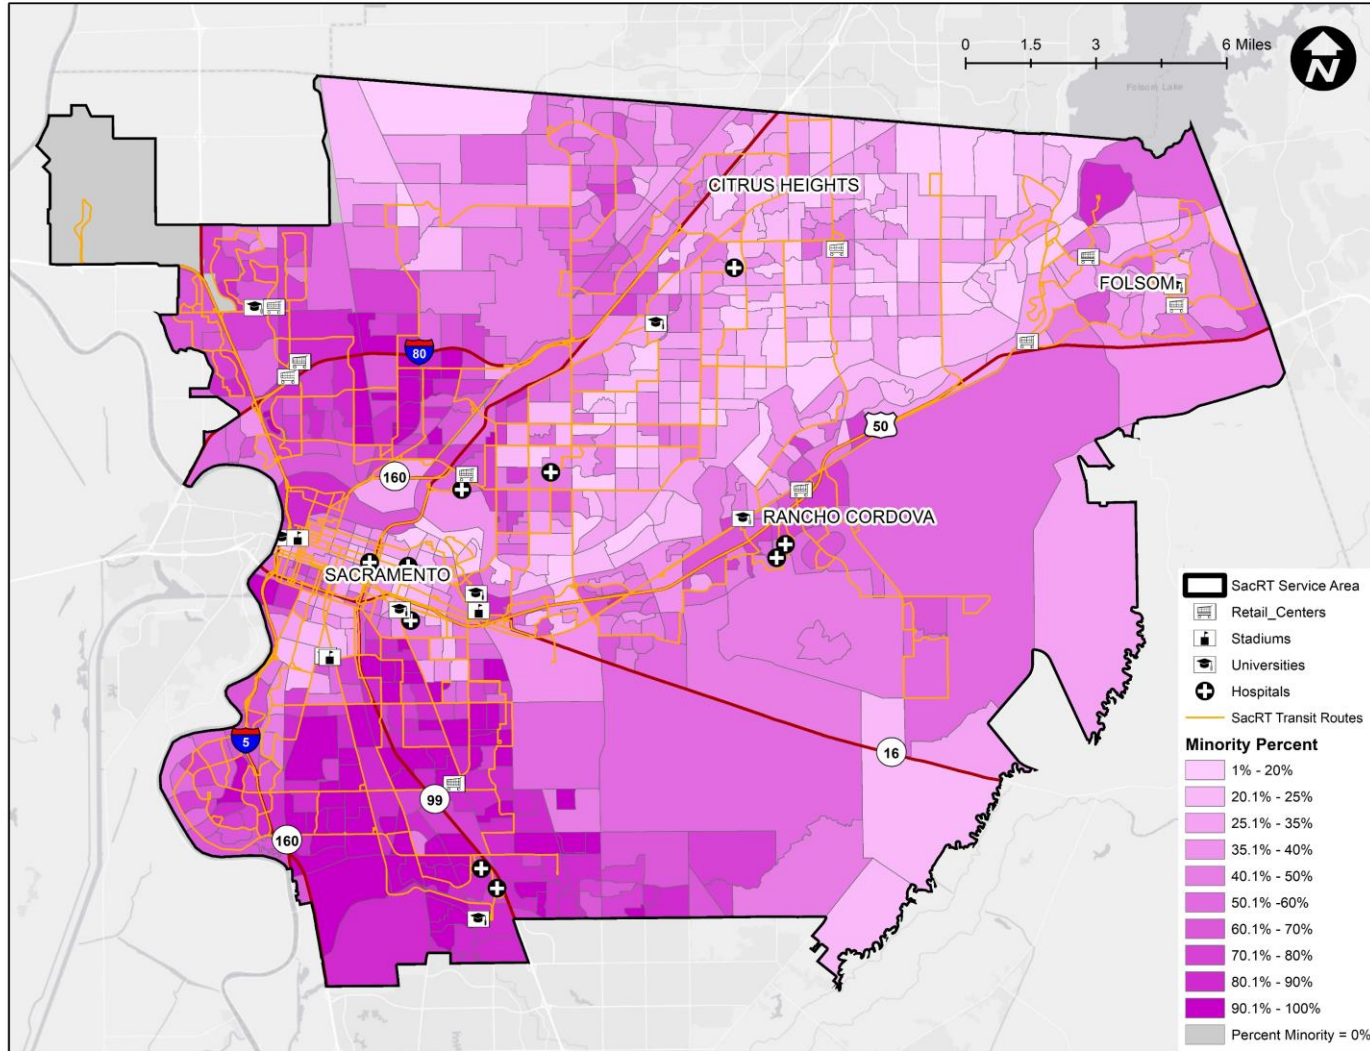 0 1.5 3 6 Miles
N
Folsom Lake
CITRUS HEIGHTS
FOLSOM
80
50
160
RANCHO CORDOVA
SACRAMENTO
5
16
99
160
SacRT Service Area
Retail_Centers
Stadiums
Universities
Hospitals
SacRT Transit Routes
Minority Percent
1% - 20%
20.1% - 25%
25.1% - 35%
35.1% - 40%
40.1% - 50%
50.1% -60%
60.1% - 70%
70.1% - 80%
80.1% - 90%
90.1% - 100%
Percent Minority = 0%